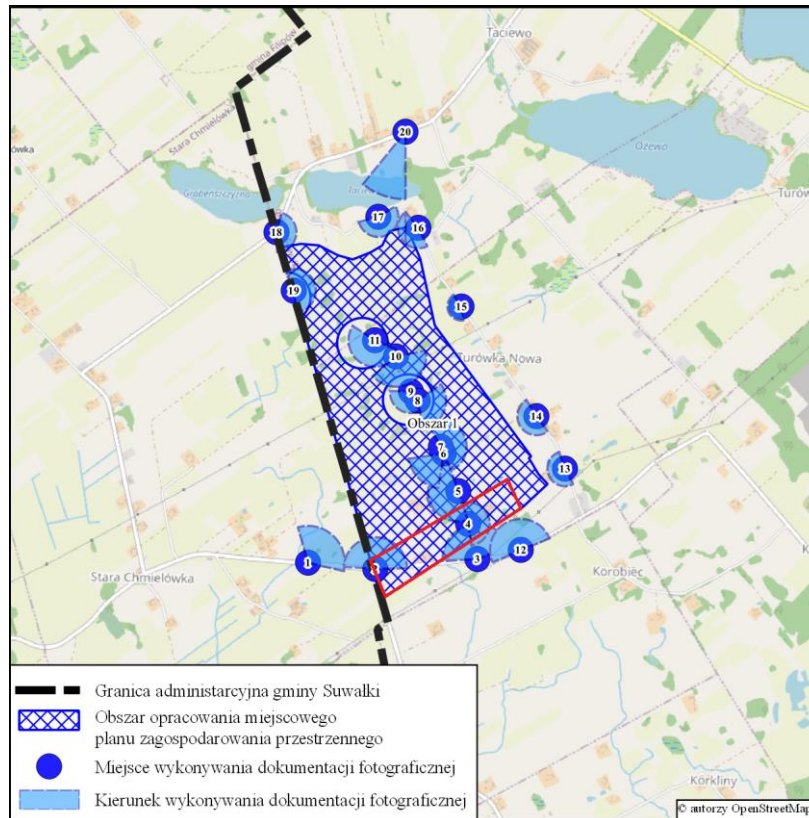 Taciewo
gmina Filipów
Stara Chmielówka
ówka
20
Ożewo
Grabieńszczyzna
Turów
17
16
18
19
15
11
10
Turówka Nowa
9
8
Obszar 1
14
7
6
13
5
4
12
3
1
2
Stara Chmielówka
Korobiec
Granica administarcyjna gminy Suwałki
Obszar opracowania miejscowego
planu zagospodarowania przestrzennego
Miejsce wykonywania dokumentacji fotograficznej
Kierunek wykonywania dokumentacji fotograficznej
Korkliny
© autorzy OpenStreetMap